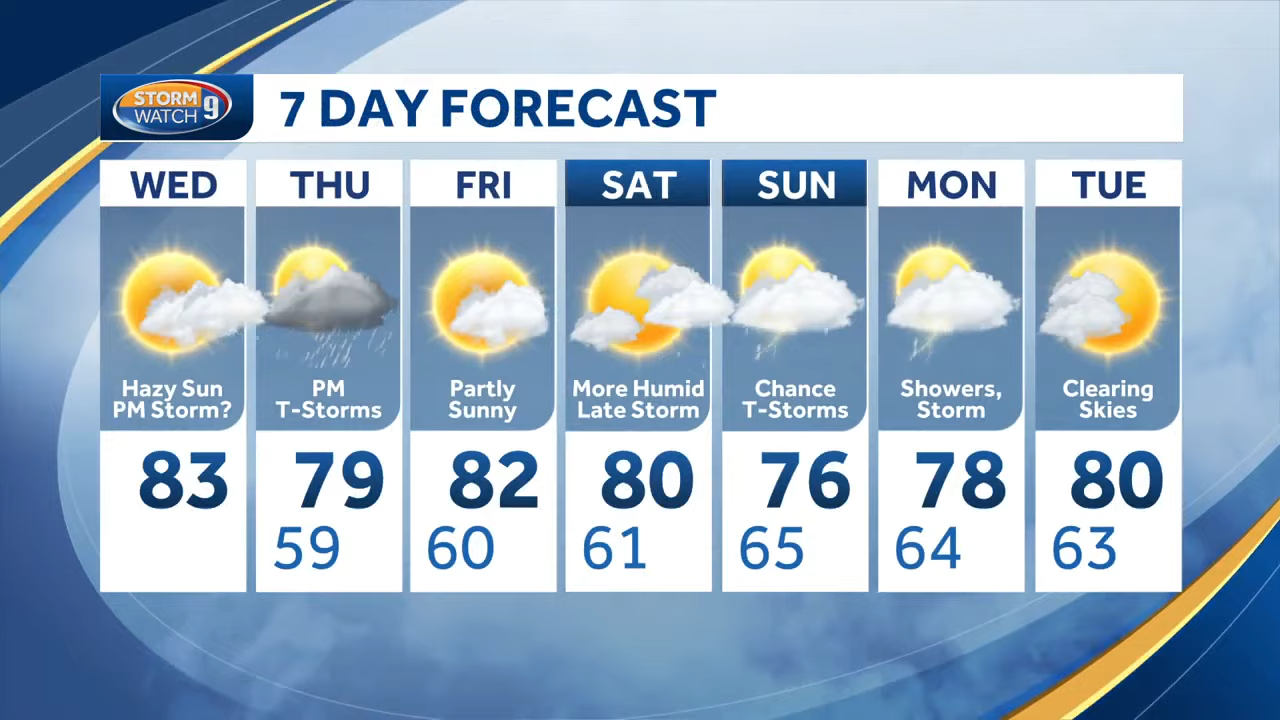 STORM
WATCH 9
7 DAY FORECAST
WED
THU
FRI
SAT
SUN
MON
TUE
Hazy Sun
PM Storm?
PM
T-Storms
Partly
Sunny
More Humid
Late Storm
Chance
T-Storms
Showers,
Storm
Clearing
Skies
83
79
82
80
76
78
80
59
60
61
65
64
63